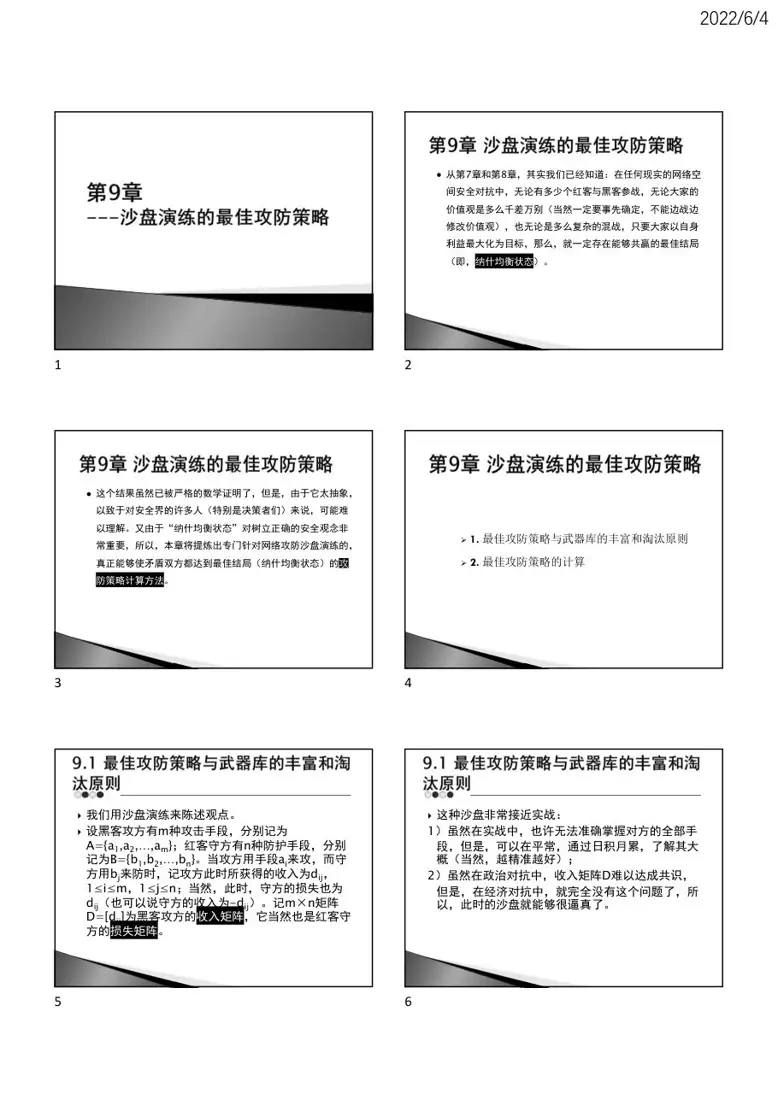 2022/6/4
第9章
---沙盘演练的最佳攻防策略
1
第9章 沙盘演练的最佳攻防策略
● 从第7章和第8章，其实我们已经知道：在任何现实的网络空
间安全对抗中，无论有多少个红客与黑客参战，无论大家的
价值观是多么千差万别（当然一定要事先确定，不能边战边
修改价值观），也无论是多么复杂的混战，只要大家以自身
利益最大化为目标，那么，就一定存在能够共赢的最佳结局
（即，纳什均衡状态）。
2
第9章 沙盘演练的最佳攻防策略
● 这个结果虽然已被严格的数学证明了，但是，由于它太抽象，
以致于对安全界的许多人（特别是决策者们）来说，可能难
以理解。又由于“纳什均衡状态”对树立正确的安全观念非
常重要，所以，本章将提炼出专门针对网络攻防沙盘演练的，
真正能够使矛盾双方都达到最佳结局（纳什均衡状态）的攻
防策略计算方法。
3
第9章 沙盘演练的最佳攻防策略
➢ 1. 最佳攻防策略与武器库的丰富和淘汰原则
➢ 2. 最佳攻防策略的计算
4
9.1 最佳攻防策略与武器库的丰富和淘
汰原则
我们用沙盘演练来陈述观点。
设黑客攻方有m种攻击手段，分别记为
A={a1,a2,…,am}；红客守方有n种防护手段，分别
记为B={b1,b2,…,bn}。当攻方用手段ai来攻，而守
方用bj来防时，记攻方此时所获得的收入为dij，
1≤i≤m，1≤j≤n；当然，此时，守方的损失也为
dij（也可以说守方的收入为-dij）。记m×n矩阵
D=[dij]为黑客攻方的收入矩阵，它当然也是红客守
方的损失矩阵。
5
9.1 最佳攻防策略与武器库的丰富和淘
汰原则
这种沙盘非常接近实战：
1）虽然在实战中，也许无法准确掌握对方的全部手
段，但是，可以在平常，通过日积月累，了解其大
概（当然，越精准越好）；
2）虽然在政治对抗中，收入矩阵D难以达成共识，
但是，在经济对抗中，就完全没有这个问题了，所
以，此时的沙盘就能够很逼真了。
6